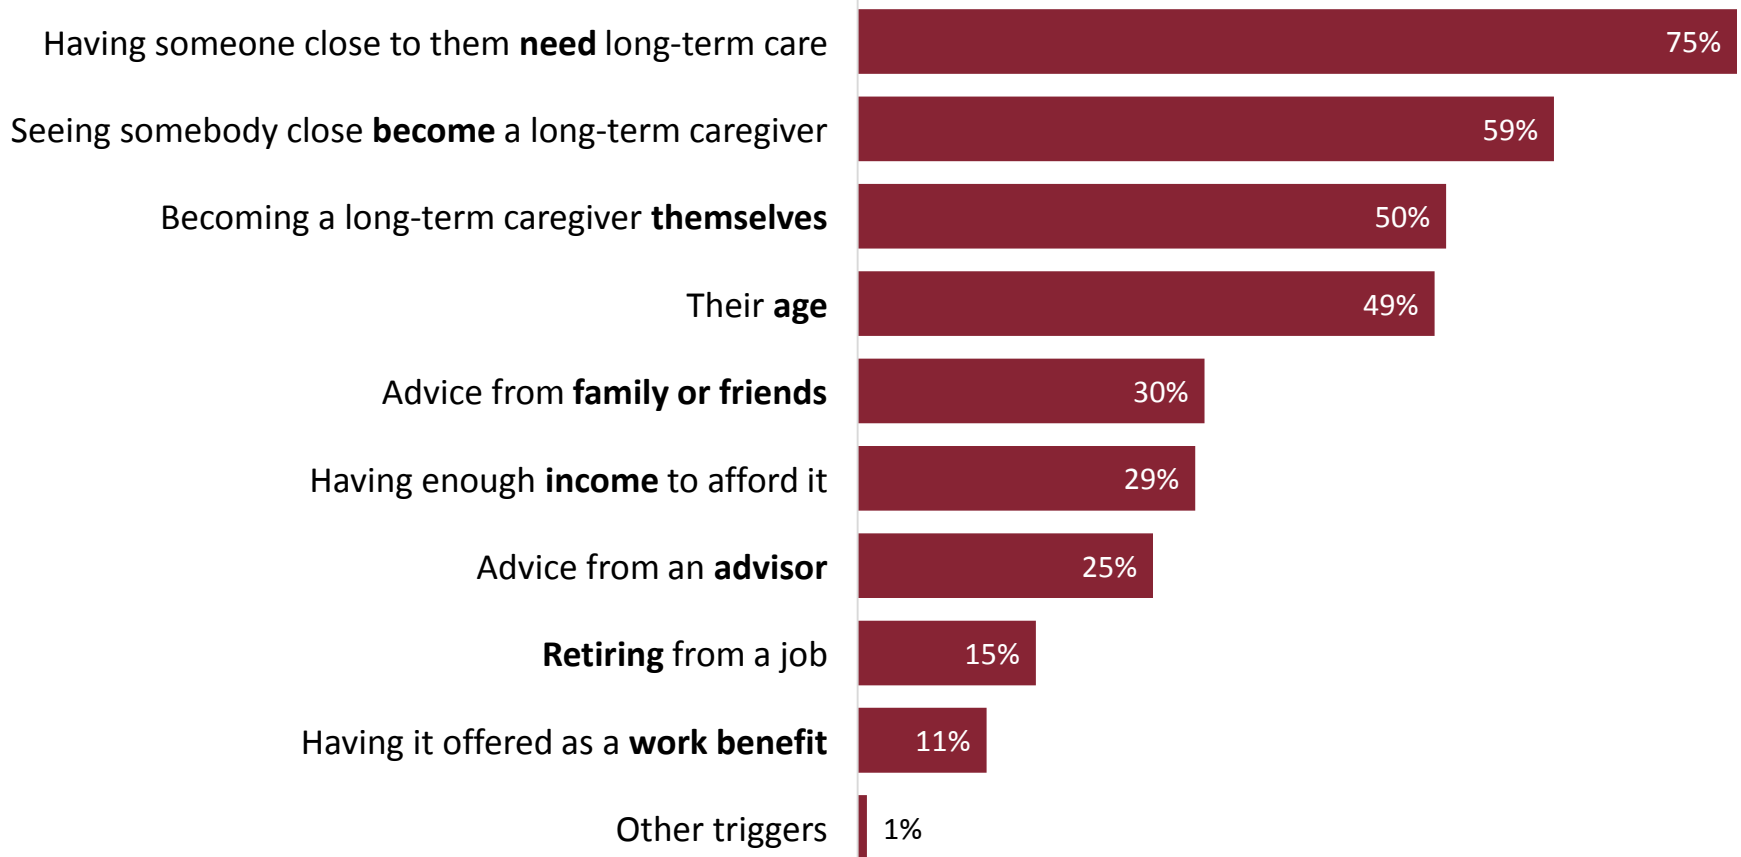 Having someone close to them need long-term care 75%
Seeing somebody close become a long-term caregiver 59%
Becoming a long-term caregiver themselves 50%
Their age 49%
Advice from family or friends 30%
Having enough income to afford it 29%
Advice from an advisor 25%
Retiring from a job 15%
Having it offered as a work benefit 11%
Other triggers 1%